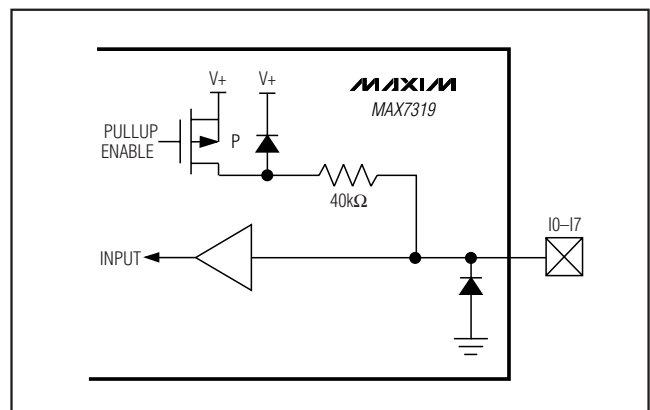 V+
V+
MAXIM
MAX7319
PULLUP
ENABLE
P
40kΩ
I0–I7
INPUT